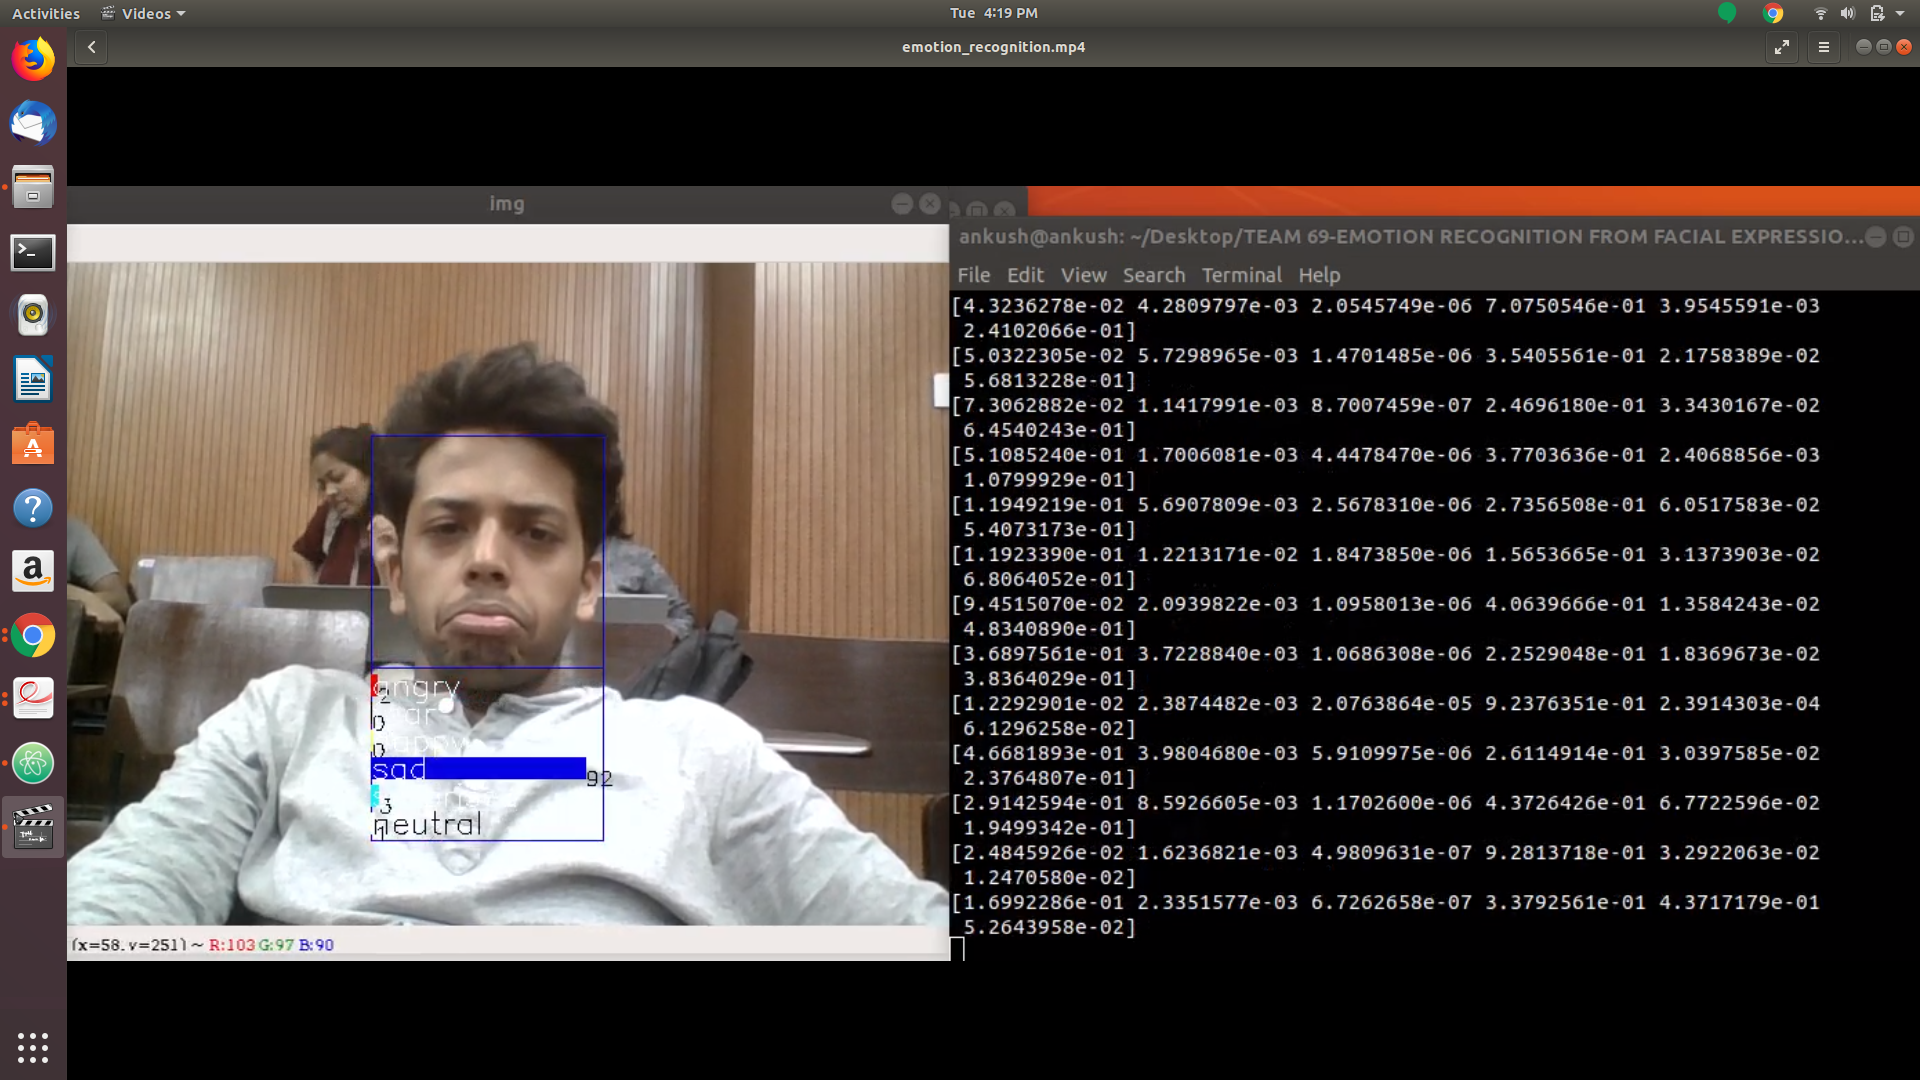 Activities Videos Tue 4:19 PM
emotion_recognition.mp4
img
ankush@ankush: ~/Desktop/TEAM 69-EMOTION RECOGNITION FROM FACIAL EXPRESSIO...
File Edit View Search Terminal Help
[4.3236278e-02 4.2809797e-03 2.0545749e-06 7.0750546e-01 3.9545591e-03
2.4102066e-01]
[5.0322305e-02 5.7298965e-03 1.4701485e-06 3.5405561e-01 2.1758389e-02
5.6813228e-01]
[7.3062882e-02 1.1417991e-03 8.7007459e-07 2.4696180e-01 3.3430167e-02
6.4540243e-01]
[5.1085240e-01 1.7006081e-03 4.4478470e-06 3.7703636e-01 2.4068856e-03
1.0799929e-01]
[1.1949219e-01 5.6907809e-03 2.5678310e-06 2.7356508e-01 6.0517583e-02
5.4073173e-01]
[1.1923390e-01 1.2213171e-02 1.8473850e-06 1.5653665e-01 3.1373903e-02
6.8064052e-01]
[9.4515070e-02 2.0939822e-03 1.0958013e-06 4.0639666e-01 1.3584243e-02
4.8340890e-01]
[3.6897561e-01 3.7228840e-03 1.0686308e-06 2.2529048e-01 1.8369673e-02
3.8364029e-01]
[1.2292901e-02 2.3874482e-03 2.0763864e-05 9.2376351e-01 2.3914303e-04
6.1296258e-02]
[4.6681893e-01 3.9804680e-03 5.9109975e-06 2.6114914e-01 3.0397585e-02
2.3764807e-01]
[2.9142594e-01 8.5926605e-03 1.1702600e-06 4.3726426e-01 6.7722596e-02
1.9499342e-01]
[2.4845926e-02 1.6236821e-03 4.9809631e-07 9.2813718e-01 3.2922063e-02
1.2470580e-02]
[1.6992286e-01 2.3351577e-03 6.7262658e-07 3.3792561e-01 4.3717179e-01
5.2643958e-02]
angry
2
0
happy
0
sad 92
3
neutral
1
(x=58, y=251) ~ R:103 G:97 B:90